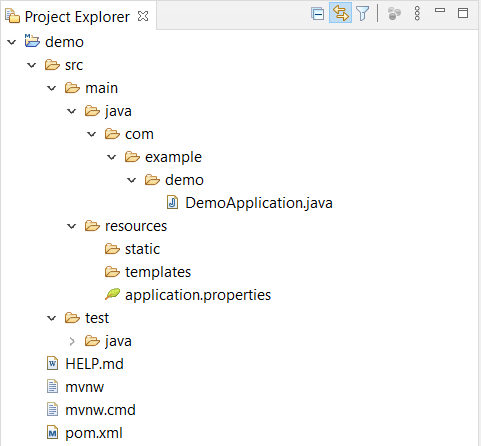 Project Explorer
demo
src
main
java
com
example
demo
DemoApplication.java
resources
static
templates
application.properties
test
java
HELP.md
mvnw
mvnw.cmd
pom.xml